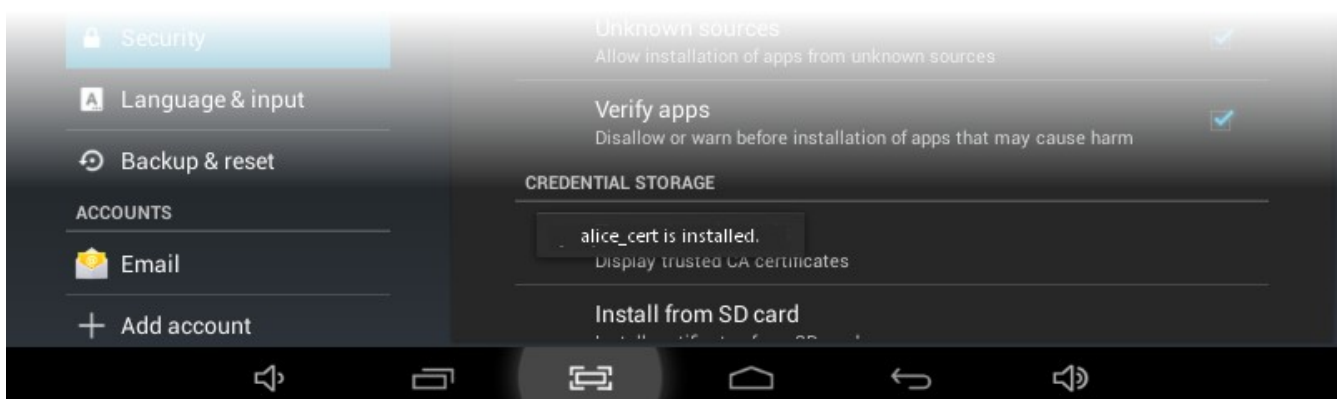 Security
Language & input
Backup & reset
ACCOUNTS
Email
Add account
Unknown sources
Allow installation of apps from unknown sources
Verify apps
Disallow or warn before installation of apps that may cause harm
CREDENTIAL STORAGE
alice_cert is installed.
Display trusted CA certificates
Install from SD card